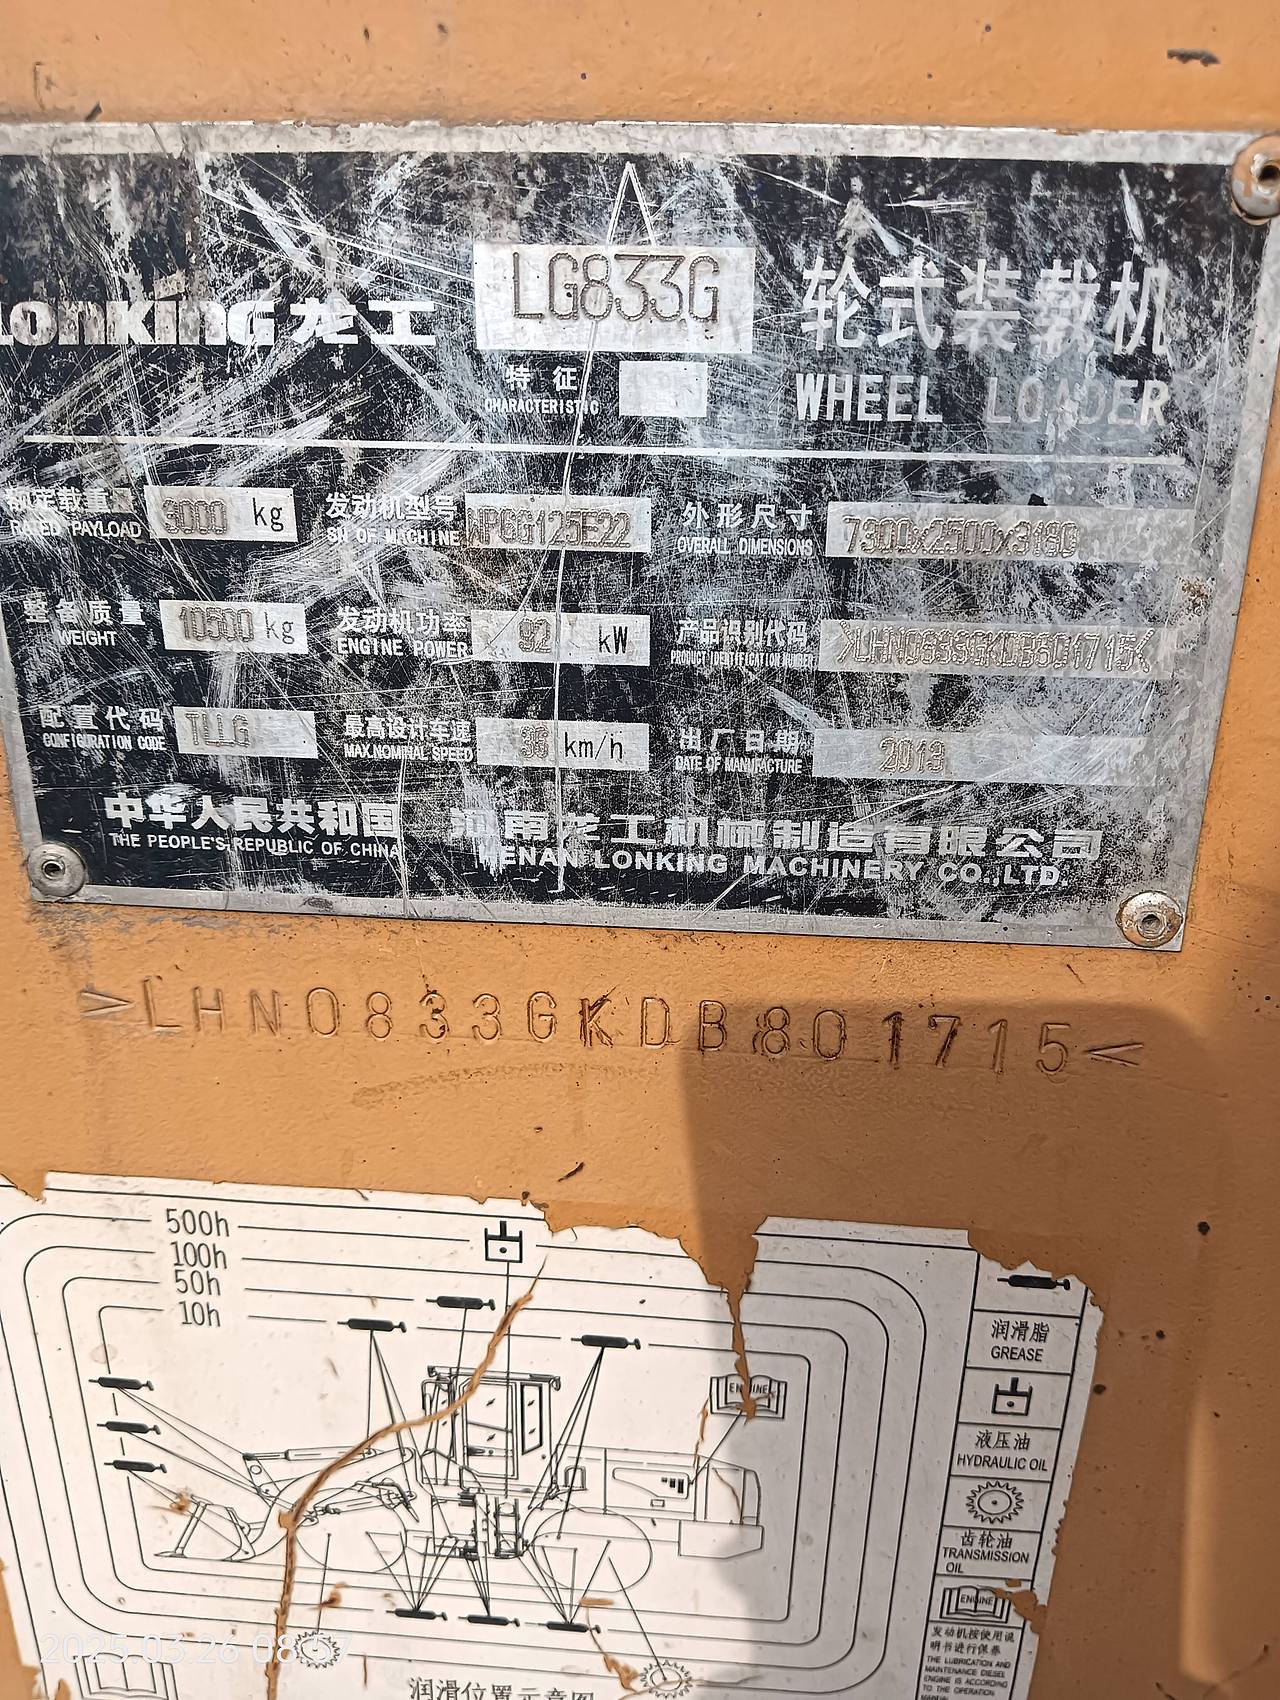 LONKING 龙工
LG833G
轮式装载机
特征
CHARACTERISTIC
WHEEL LOADER
额定载重量
RATED PAYLOAD
3000 kg
发动机型号
SN OF MACHINE
WP6G125E22
外形尺寸
OVERALL DIMENSIONS
7300x2500x3180
整备质量
WEIGHT
10500 kg
发动机功率
ENGINE POWER
92 kW
产品识别代码
PRODUCT IDENTIFICATION NUMBER
>LHN0833GKDB801715<
配置代码
CONFIGURATION CODE
TLLG
最高设计车速
MAX.NOMINAL SPEED
36 km/h
出厂日期
DATE OF MANUFACTURE
2013
中华人民共和国
THE PEOPLE'S REPUBLIC OF CHINA
河南龙工机械制造有限公司
HENAN LONKING MACHINERY CO.,LTD.
>LHN0833GKDB801715<
500h
100h
50h
10h
ENGINE
润滑脂
GREASE
液压油
HYDRAULIC OIL
齿轮油
TRANSMISSION
OIL
ENGINE
发动机按使用说
明书进行保养
THE LUBRICATION AND
MAINTENANCE DIESEL
ENGINE IS ACCORDING
TO THE OPERATION
MANUAL
润滑位置示意图
2025.03.26 08:57